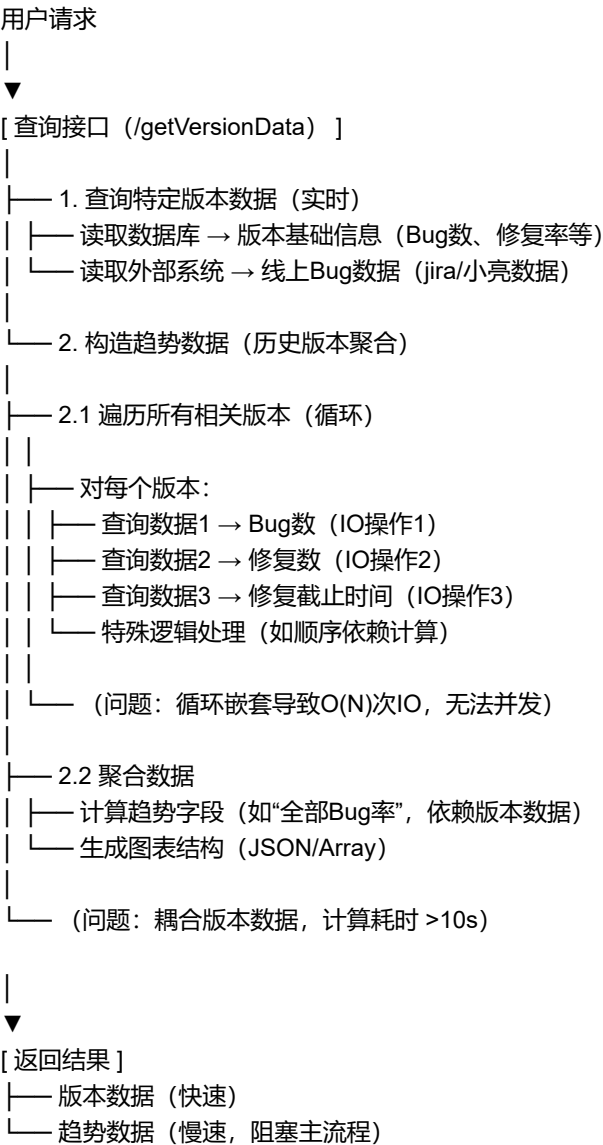 用户请求
│
▼
[ 查询接口（/getVersionData） ]
│
├── 1. 查询特定版本数据（实时）
│ ├── 读取数据库 → 版本基础信息（Bug数、修复率等）
│ └── 读取外部系统 → 线上Bug数据（jira/小亮数据）
│
└── 2. 构造趋势数据（历史版本聚合）
│
├── 2.1 遍历所有相关版本（循环）
│ │
│ ├── 对每个版本：
│ │ ├── 查询数据1 → Bug数（IO操作1）
│ │ ├── 查询数据2 → 修复数（IO操作2）
│ │ ├── 查询数据3 → 修复截止时间（IO操作3）
│ │ └── 特殊逻辑处理（如顺序依赖计算）
│ │
│ └── （问题：循环嵌套导致O(N)次IO，无法并发）
│
├── 2.2 聚合数据
│ ├── 计算趋势字段（如“全部Bug率”，依赖版本数据）
│ └── 生成图表结构（JSON/Array）
│
└── （问题：耦合版本数据，计算耗时 >10s）
│
▼
[ 返回结果 ]
├── 版本数据（快速）
└── 趋势数据（慢速，阻塞主流程）